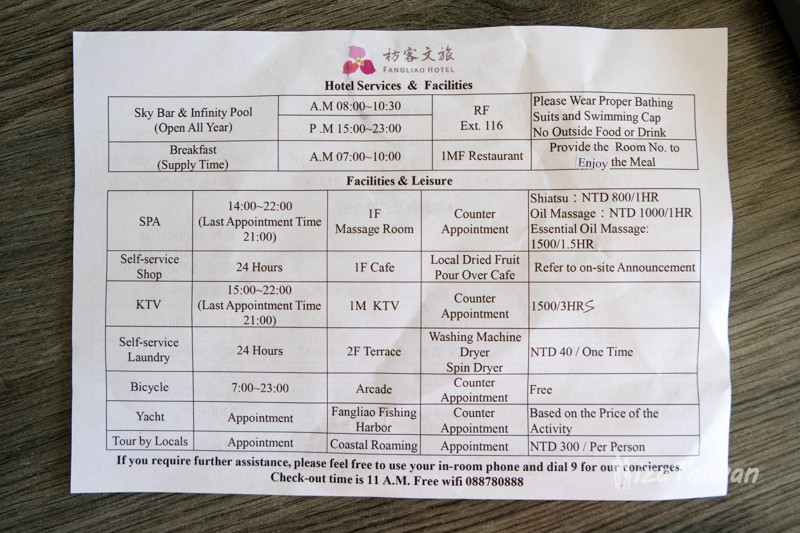 枋客文旅
FANGLIAO HOTEL
Hotel Services & Facilities
Sky Bar & Infinity Pool
(Open All Year)
A.M 08:00~10:30
P .M 15:00~23:00
RF
Ext. 116
Please Wear Proper Bathing
Suits and Swimming Cap
No Outside Food or Drink
Breakfast
(Supply Time)
A.M 07:00~10:00
1MF Restaurant
Provide the Room No. to
Enjoy the Meal
Facilities & Leisure
SPA
14:00~22:00
(Last Appointment Time
21:00)
1F
Massage Room
Counter
Appointment
Shiatsu：NTD 800/1HR
Oil Massage：NTD 1000/1HR
Essential Oil Massage:
1500/1.5HR
Self-service
Shop
24 Hours
1F Cafe
Local Dried Fruit
Pour Over Cafe
Refer to on-site Announcement
KTV
15:00~22:00
(Last Appointment Time
21:00)
1M KTV
Counter
Appointment
1500/3HRS
Self-service
Laundry
24 Hours
2F Terrace
Washing Machine
Dryer
Spin Dryer
NTD 40 / One Time
Bicycle
7:00~23:00
Arcade
Counter
Appointment
Free
Yacht
Appointment
Fangliao Fishing
Harbor
Counter
Appointment
Based on the Price of the
Activity
Tour by Locals
Appointment
Coastal Roaming
Appointment
NTD 300 / Per Person
If you require further assistance, please feel free to use your in-room phone and dial 9 for our concierges.
Check-out time is 11 A.M. Free wifi 088780888